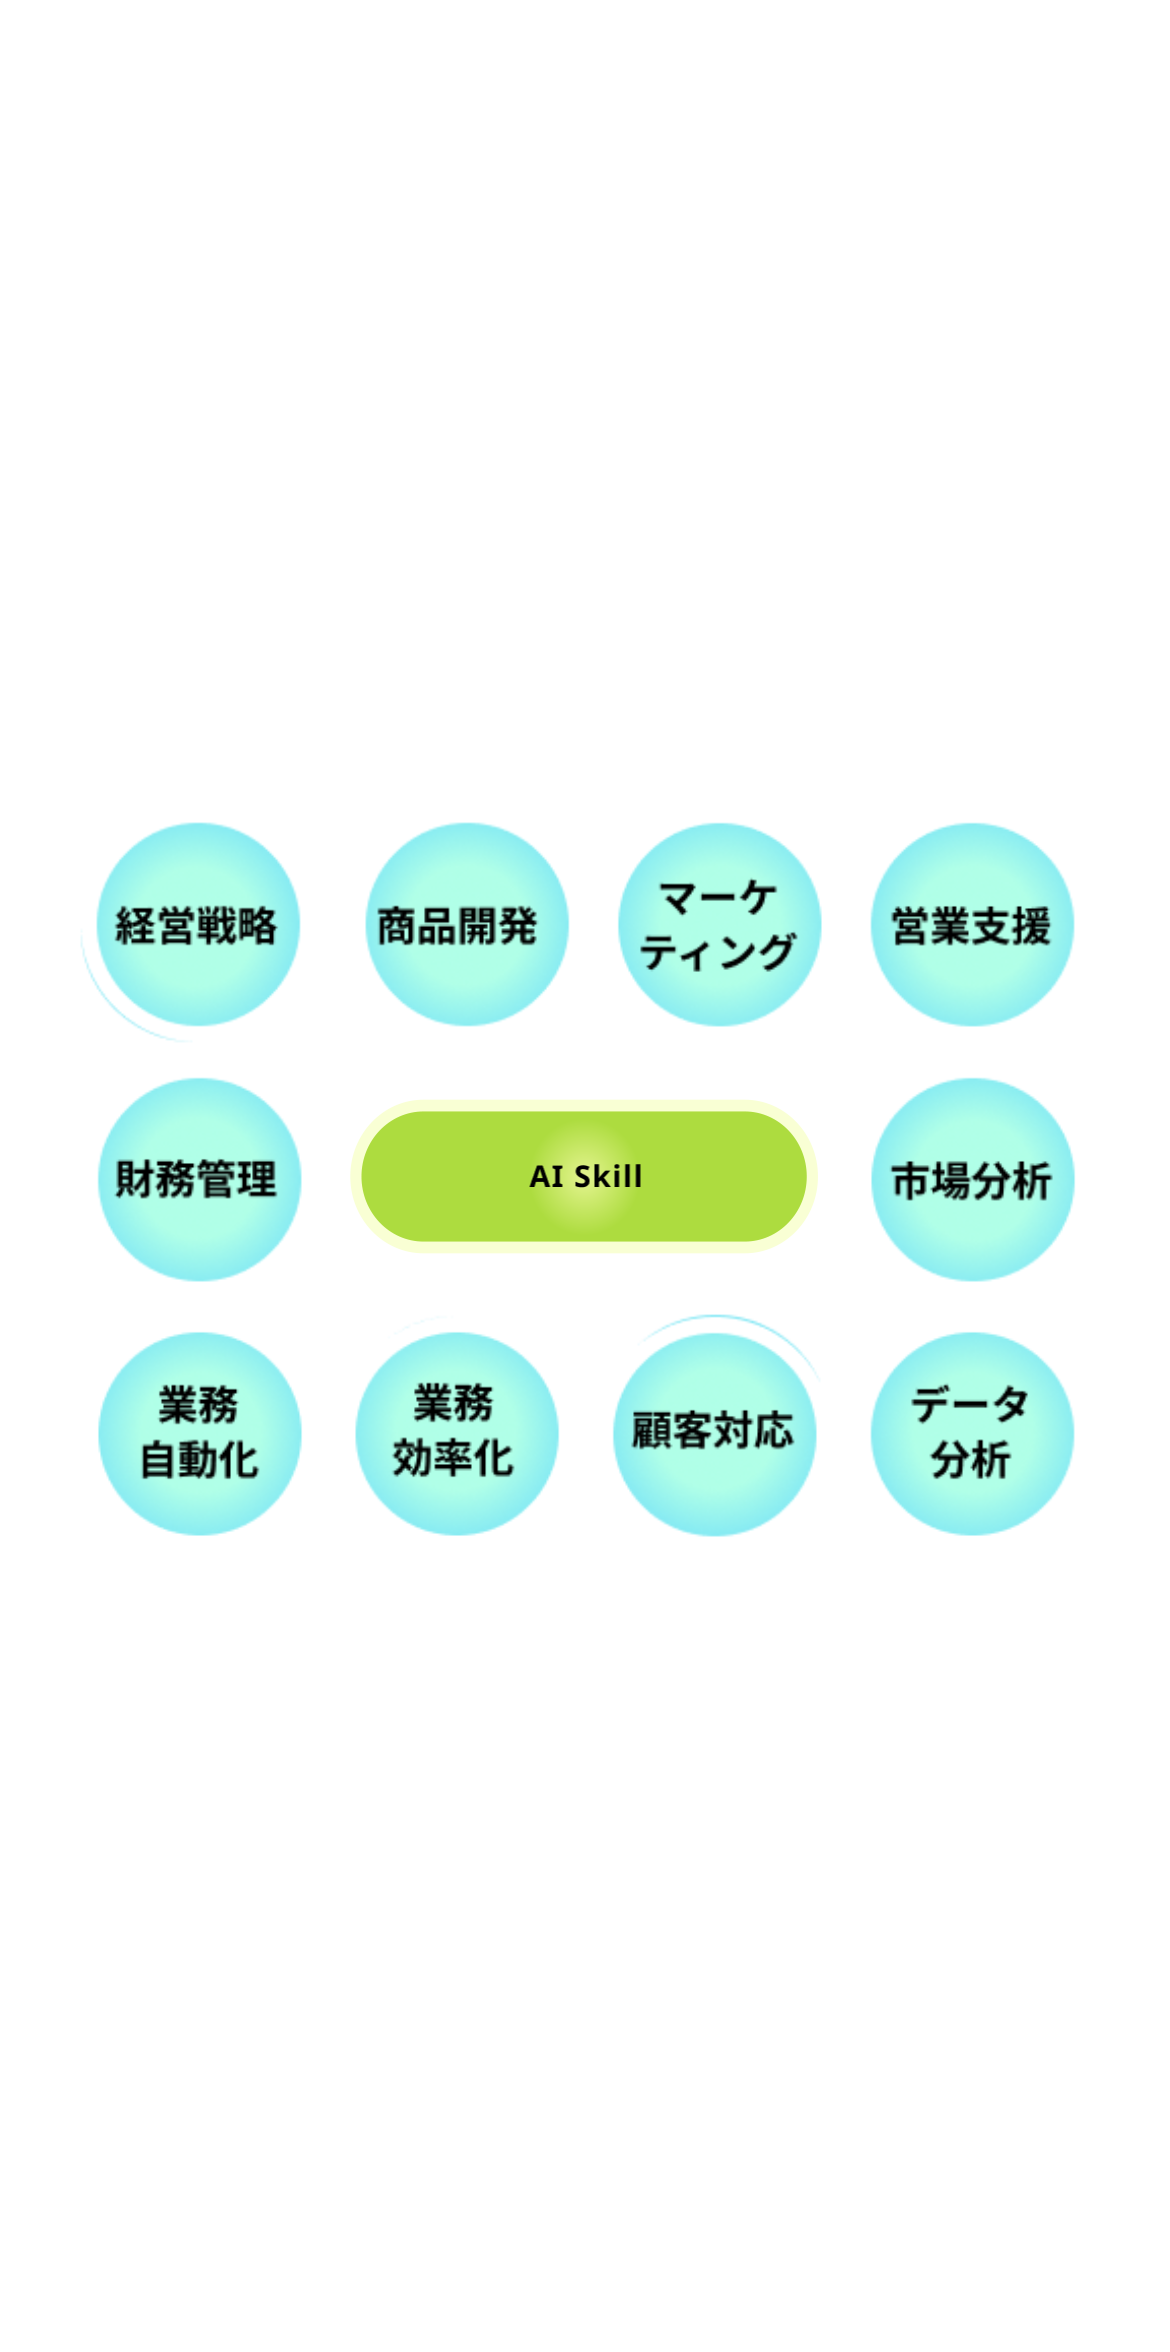 経営戦略
商品開発
マーケ
ティング
営業支援
財務管理
AI Skill
市場分析
業務
自動化
業務
効率化
顧客対応
データ
分析